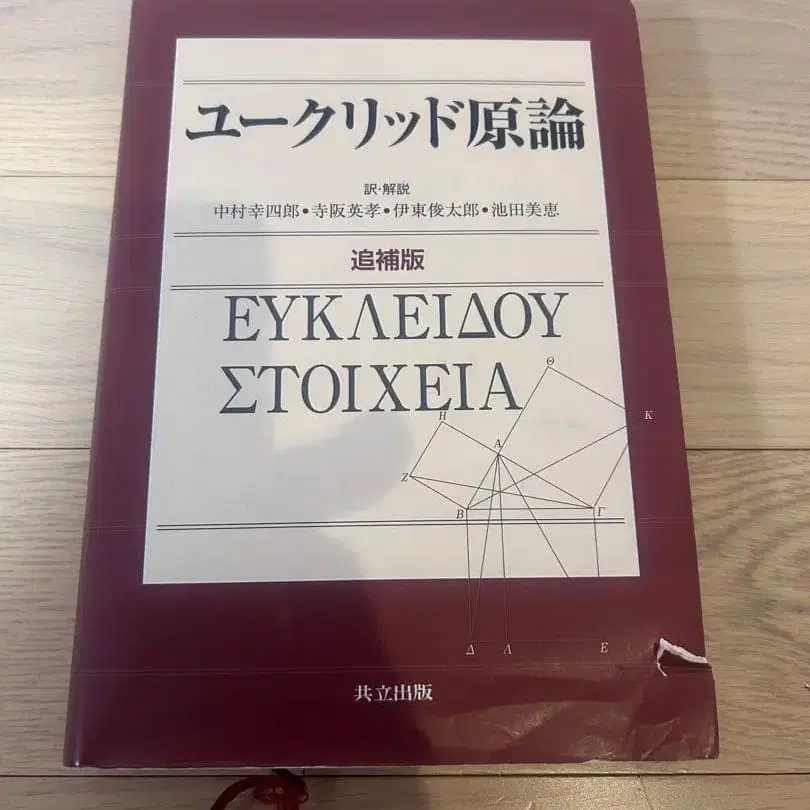 ユークリッド原論
訳・解説
中村幸四郎・寺阪英孝・伊東俊太郎・池田美恵
追補版
ΕΥΚΛΕΙΔΟΥ
ΣΤΟΙΧΕΙΑ
Θ
Η
Κ
Α
Ζ
Β
Γ
Δ
Λ
Ε
共立出版